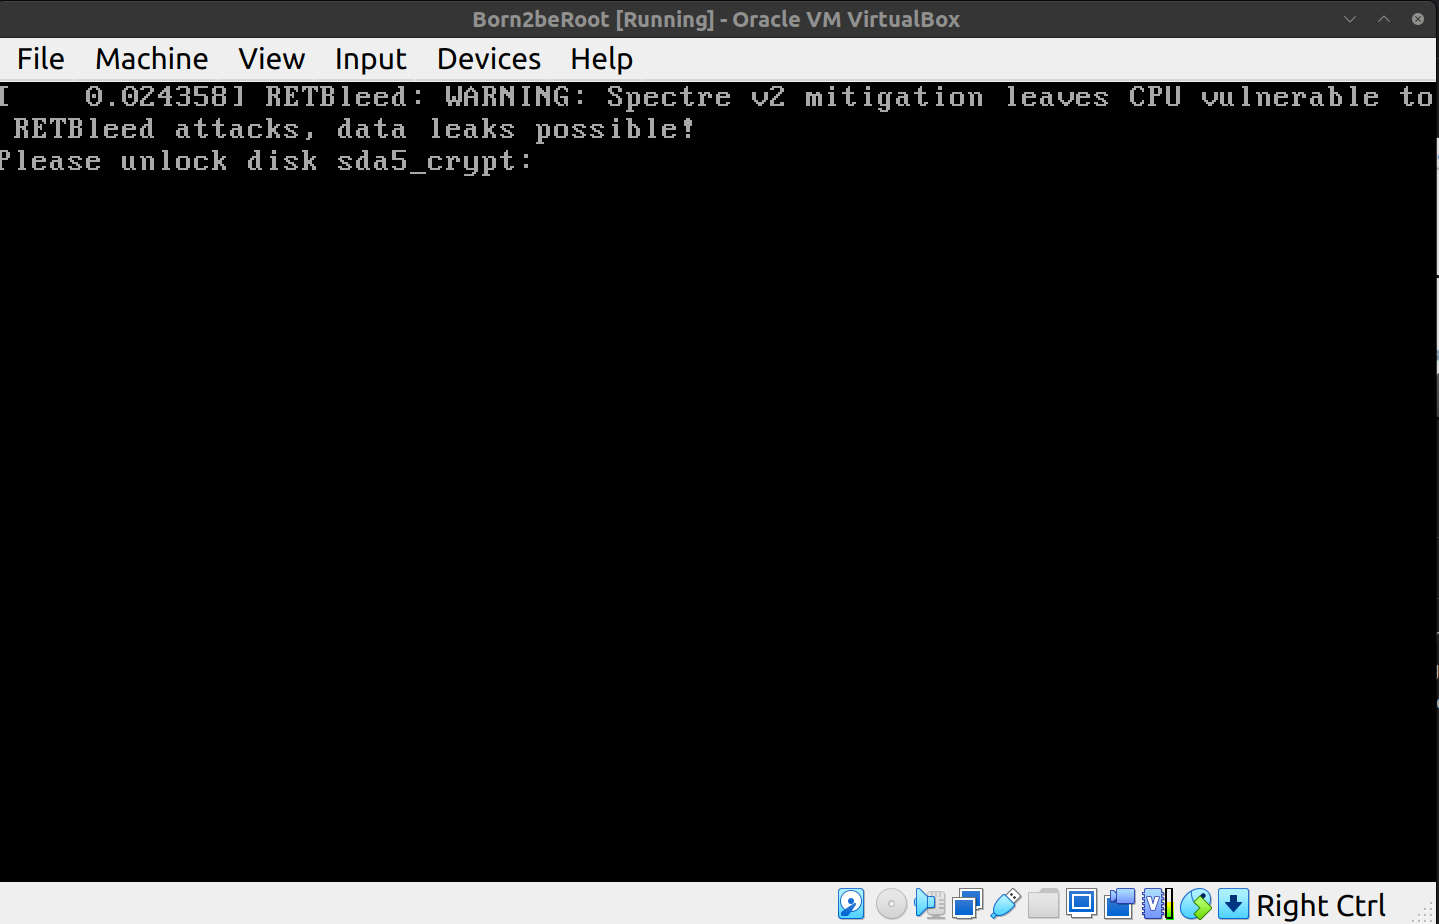 Born2beRoot [Running] - Oracle VM VirtualBox
File Machine View Input Devices Help
[    0.024358] RETBleed: WARNING: Spectre v2 mitigation leaves CPU vulnerable to
RETBleed attacks, data leaks possible!
Please unlock disk sda5_crypt:
Right Ctrl